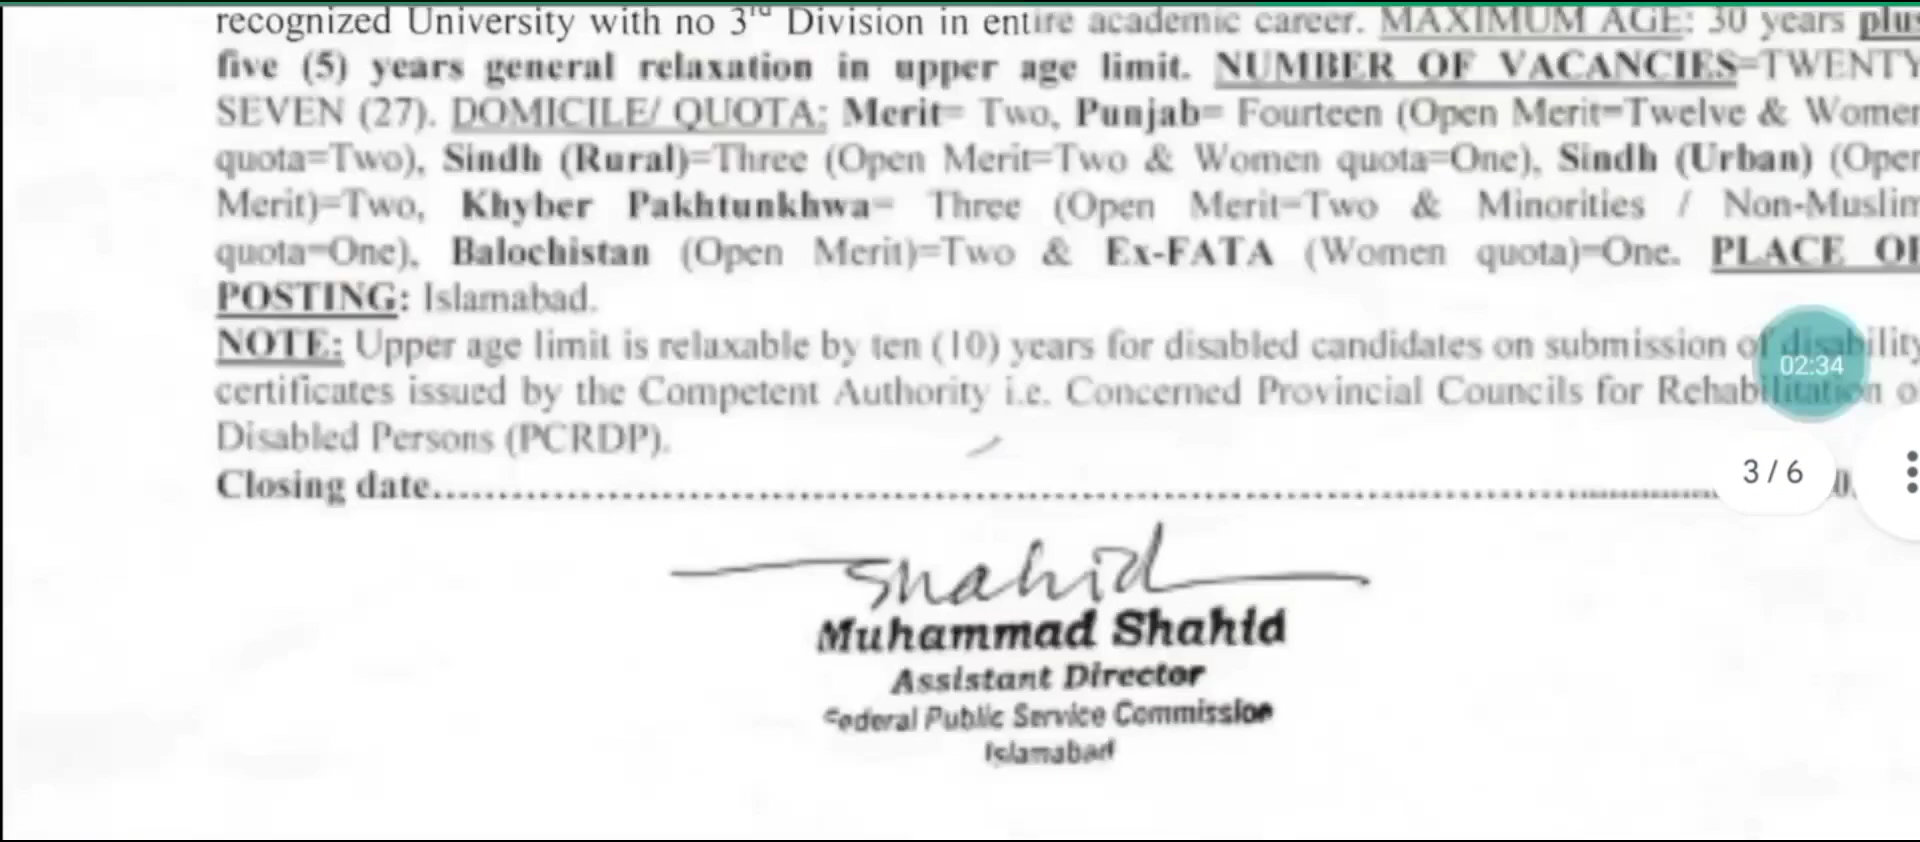 recognized University with no 3rd Division in entire academic career. MAXIMUM AGE: 30 years plus
five (5) years general relaxation in upper age limit. NUMBER OF VACANCIES=TWENTY
SEVEN (27). DOMICILE/ QUOTA: Merit= Two, Punjab= Fourteen (Open Merit=Twelve & Women
quota=Two), Sindh (Rural)=Three (Open Merit=Two & Women quota=One), Sindh (Urban) (Open
Merit)=Two, Khyber Pakhtunkhwa= Three (Open Merit=Two & Minorities / Non-Muslim
quota=One), Balochistan (Open Merit)=Two & Ex-FATA (Women quota)=One. PLACE OF
POSTING: Islamabad.
NOTE: Upper age limit is relaxable by ten (10) years for disabled candidates on submission of disability
02:34
certificates issued by the Competent Authority i.e. Concerned Provincial Councils for Rehabilitation o
Disabled Persons (PCRDP).
3 / 6
Closing date
Shahid
Muhammad Shahid
Assistant Director
Federal Public Service Commission
Islamabad